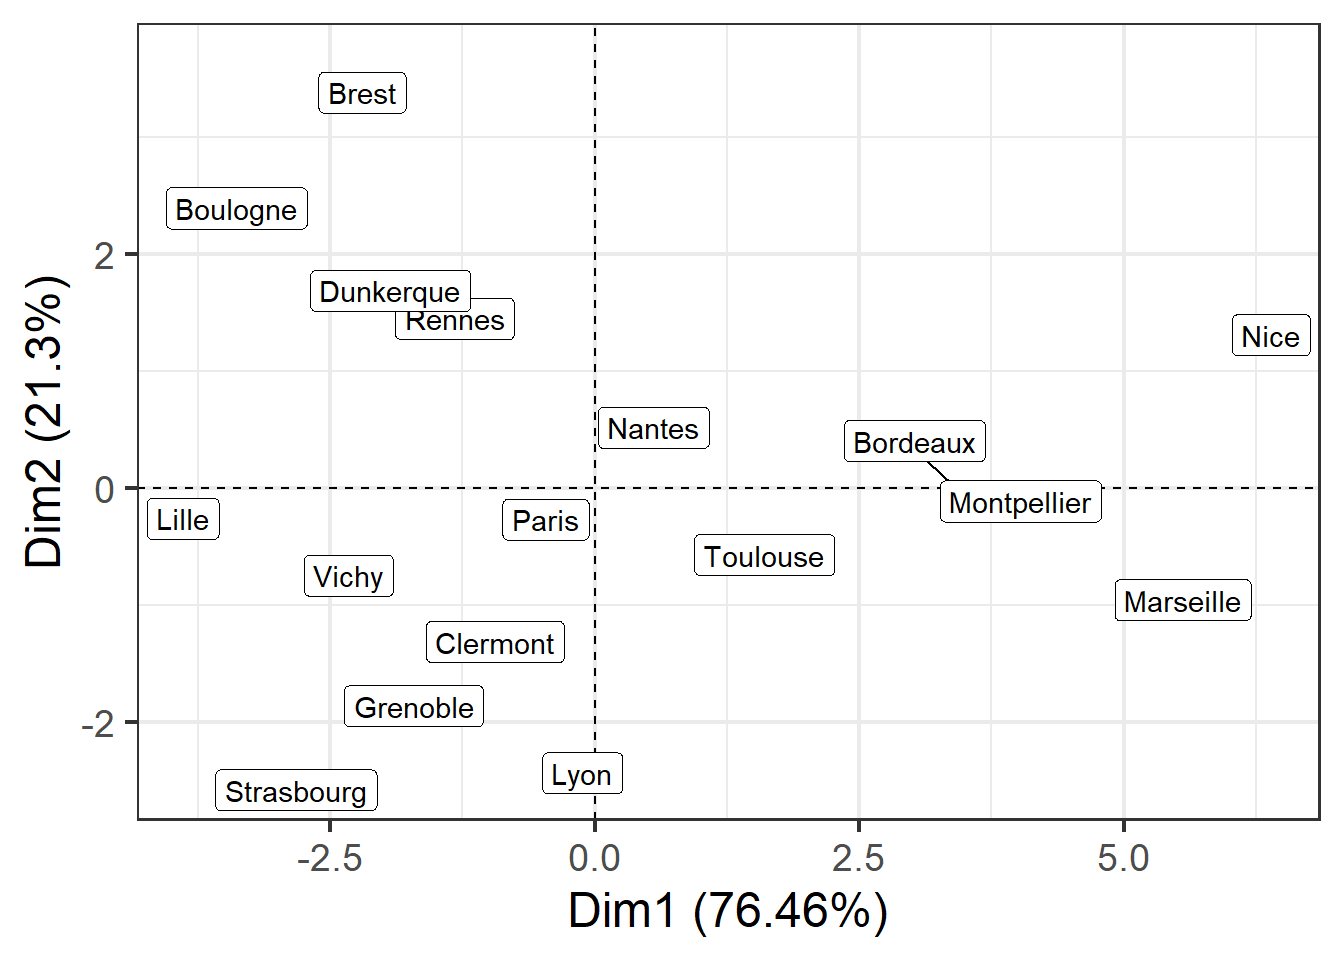 Brest
Boulogne
2
Dunkerque
Rennes
Nice
Nantes
Bordeaux
0
Montpellier
Lille
Paris
Toulouse
Vichy
Marseille
Clermont
Grenoble
-2
Lyon
Strasbourg
-2.5
0.0
2.5
5.0
Dim1 (76.46%)
Dim2 (21.3%)